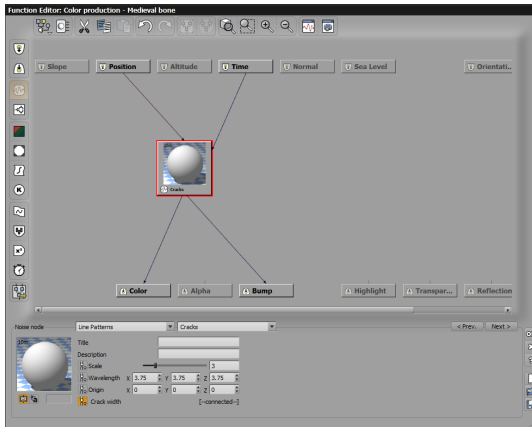 Function Editor: Color production - Medieval bone
Slope Position Altitude Time Normal Sea Level Orientati...
Cracks
Color Alpha Bump Highlight Transpar... Reflection
Noise node Line Patterns Cracks < Prev. Next >
Title
Description
Scale 3
Wavelength X 3.75 Y 3.75 Z 3.75
Origin X 0 Y 0 Z 0
Crack width [--connected--]